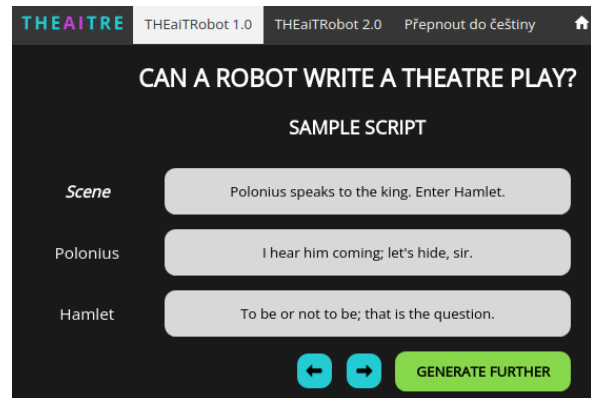 THEAITRE THEaiTRobot 1.0 THEaiTRobot 2.0 Přepnout do češtiny
CAN A ROBOT WRITE A THEATRE PLAY?
SAMPLE SCRIPT
Scene Polonius speaks to the king. Enter Hamlet.
Polonius I hear him coming; let's hide, sir.
Hamlet To be or not to be; that is the question.
GENERATE FURTHER